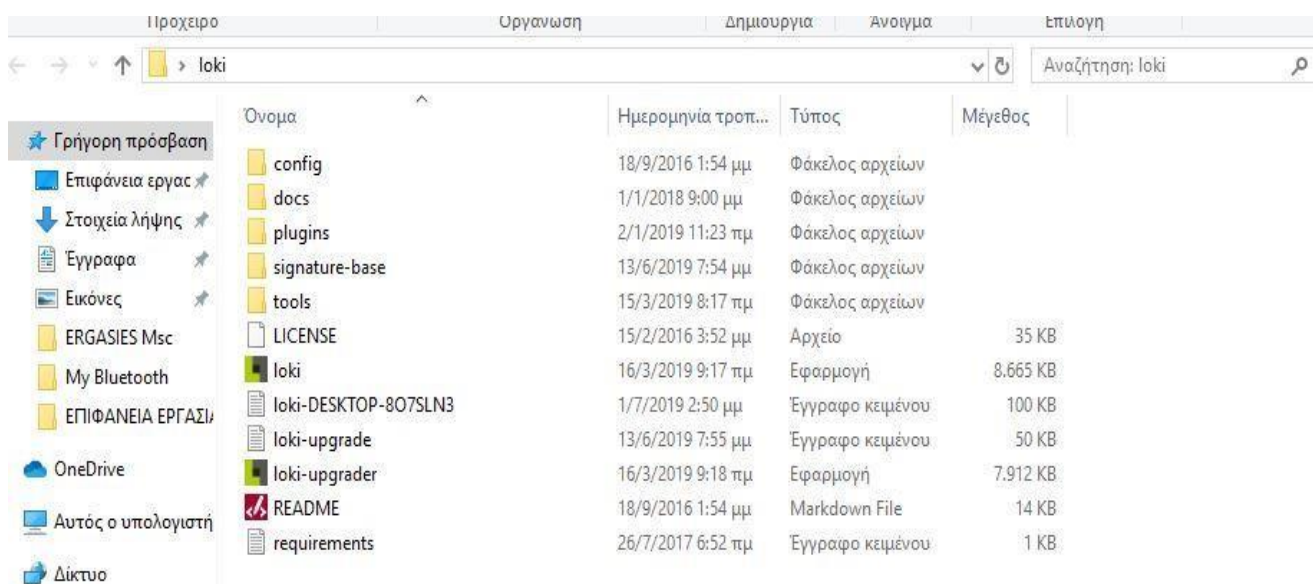 Πρόχειρο Οργάνωση Δημιουργία Άνοιγμα Επιλογή
loki Αναζήτηση: loki
Όνομα Ημερομηνία τροπ... Τύπος Μέγεθος
Γρήγορη πρόσβαση
Επιφάνεια εργας
Στοιχεία λήψης
Έγγραφα
Εικόνες
ERGASIES Msc
My Bluetooth
ΕΠΙΦΑΝΕΙΑ ΕΡΓΑΣΙΑ
OneDrive
Αυτός ο υπολογιστή
Δίκτυο
config 18/9/2016 1:54 μμ Φάκελος αρχείων
docs 1/1/2018 9:00 μμ Φάκελος αρχείων
plugins 2/1/2019 11:23 πμ Φάκελος αρχείων
signature-base 13/6/2019 7:54 μμ Φάκελος αρχείων
tools 15/3/2019 8:17 πμ Φάκελος αρχείων
LICENSE 15/2/2016 3:52 μμ Αρχείο 35 KB
loki 16/3/2019 9:17 πμ Εφαρμογή 8.665 KB
loki-DESKTOP-8O7SLN3 1/7/2019 2:50 μμ Έγγραφο κειμένου 100 KB
loki-upgrade 13/6/2019 7:55 μμ Έγγραφο κειμένου 50 KB
loki-upgrader 16/3/2019 9:18 πμ Εφαρμογή 7.912 KB
README 18/9/2016 1:54 μμ Markdown File 14 KB
requirements 26/7/2017 6:52 πμ Έγγραφο κειμένου 1 KB